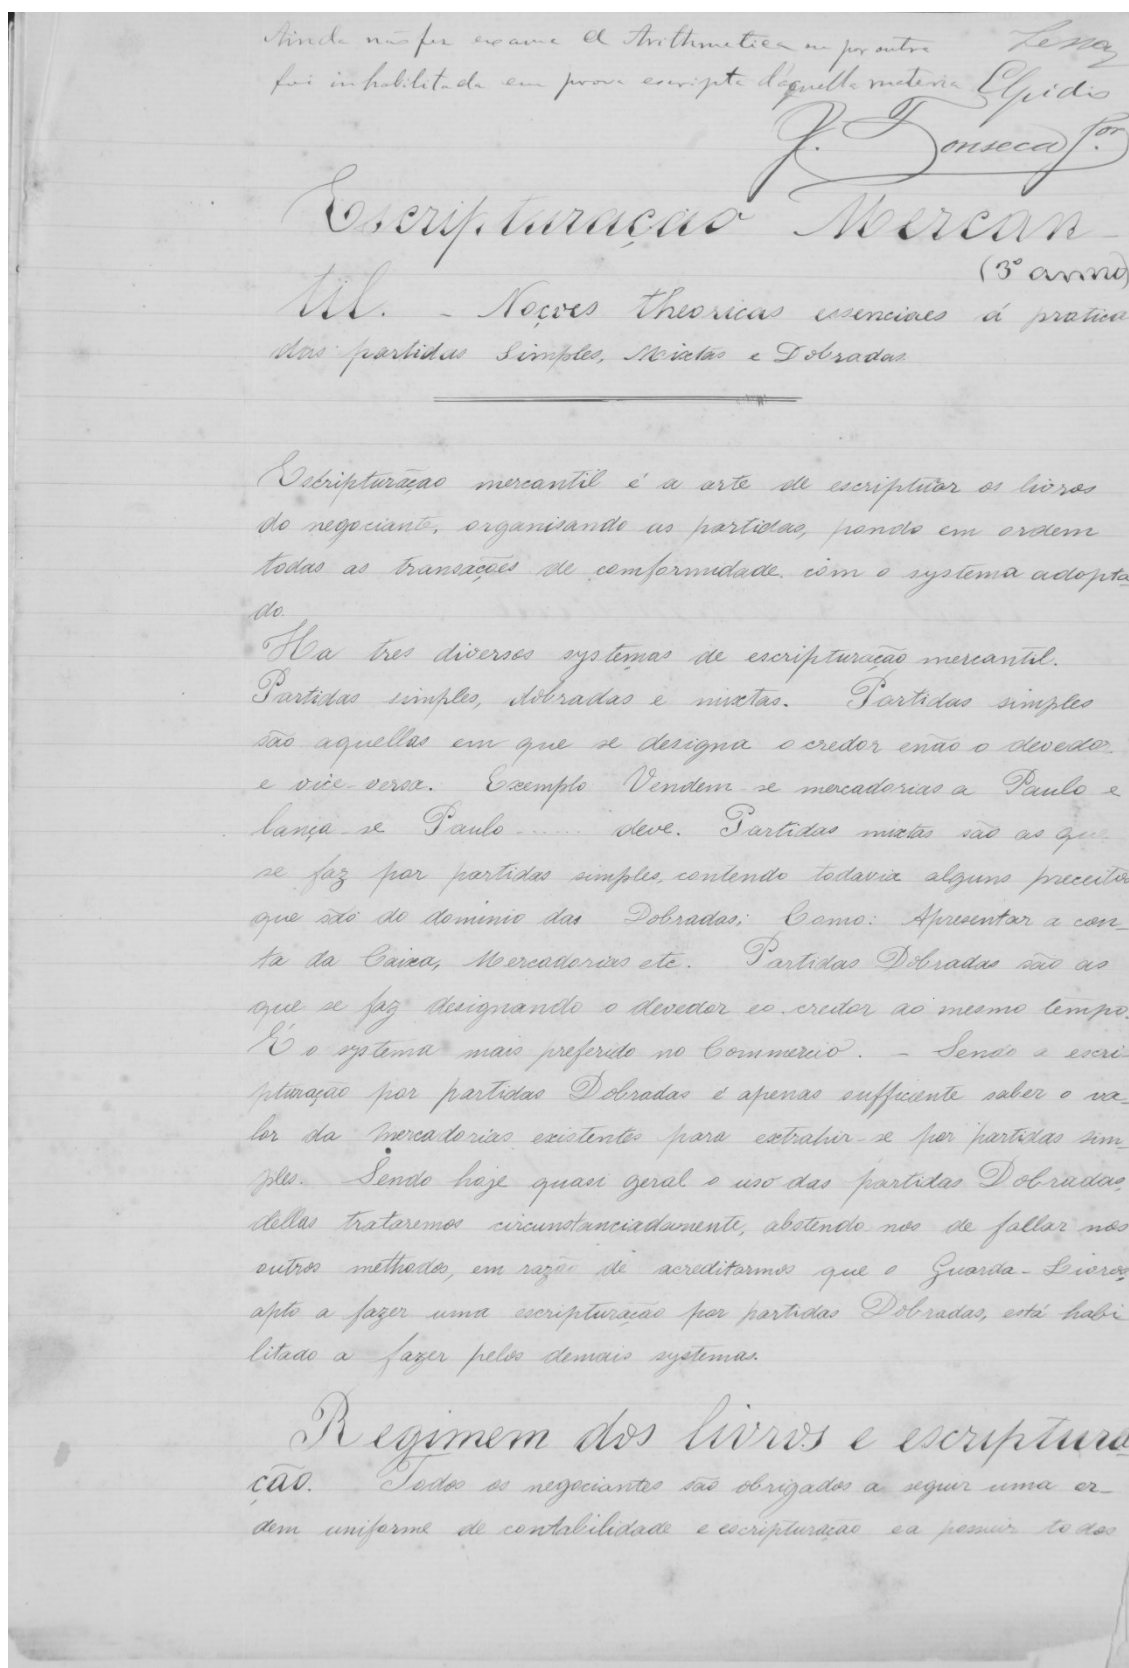 Ainda não fez exame d Arithmetica ou por outra
foi inhabilitada em prova escripta d'aquella materia Elpidio
J. Fonseca Por.
Escripturação Mercan-
(3º anno)
til. - Noções theoricas essenciaes á pratica
das partidas Simples, Mixtas e Dobradas
Escripturação mercantil é a arte de escripturar os livros
do negociante, organisando as partidas, pondo em ordem
todas as transações de comformidade com o systema adopta-
do.
Ha tres diversos systemas de escripturação mercantil.
Partidas simples, dobradas e mixtas. Partidas simples
são aquellas em que se designa o credor enão o devedor
e vice-versa. Exemplo Vendem-se mercadorias a Paulo e
lança-se Paulo ...... deve. Partidas mixtas são as que
se faz por partidas simples, contendo todavia alguns preceitos
que são do dominio das Dobradas; Como: Apresentar a con-
ta da Caixa, Mercadorias etc. Partidas Dobradas são as
que se faz designando o devedor eo credor ao mesmo tempo.
É o systema mais preferido no Commercio. - Sendo a escri-
pturação por partidas Dobradas é apenas sufficiente saber o va-
lor da mercadorias existentes para extrahir-se por partidas sim-
ples. Sendo hoje quasi geral o uso das partidas Dobradas,
dellas trataremos circunstanciadamente, abstendo nos de fallar nos
outros methodos, em razão de acreditarmos que o Guarda-Livros,
apto a fazer uma escripturação por partidas Dobradas, está habi
litado a fazer pelos demais systemas.
Regimem dos livros e escriptura-
ção. Todos os negociantes são obrigados a seguir uma or-
dem uniforme de contabilidade e escripturação ea possuir todos